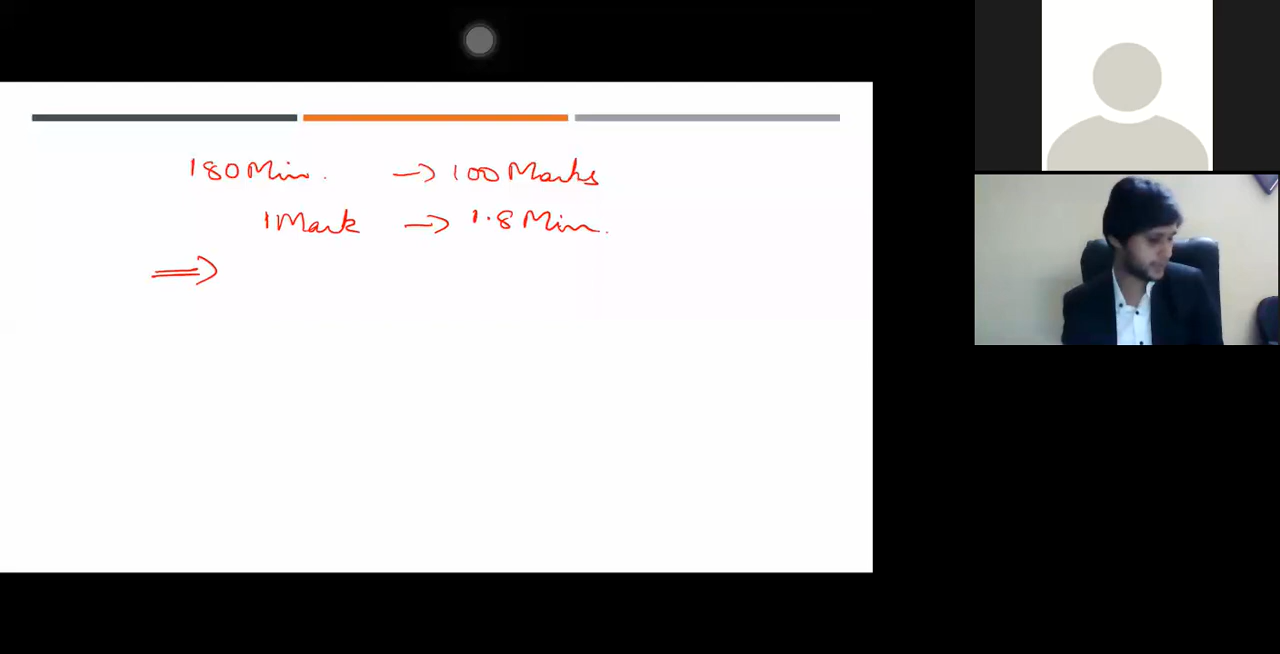 180 Min. → 100 Marks
1 Mark → 1.8 Min.
⇒